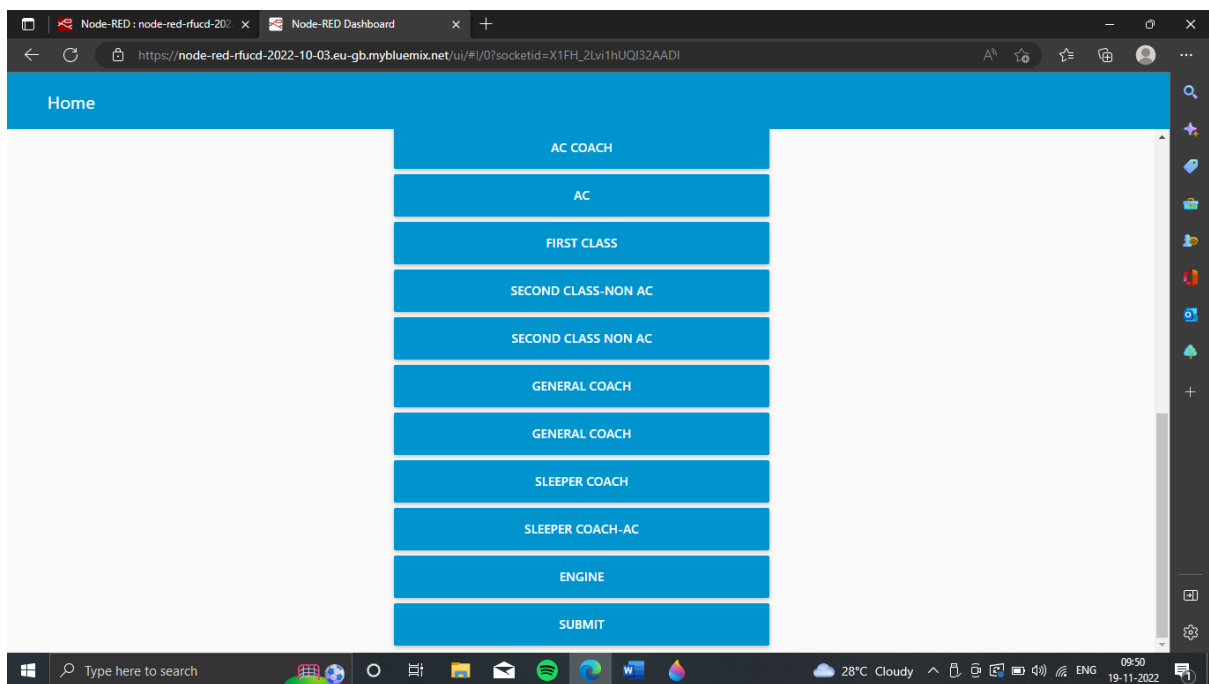 Node-RED : node-red-rfucd-202
Node-RED Dashboard
https://node-red-rfucd-2022-10-03.eu-gb.mybluemix.net/ui/#!/0?socketid=X1FH_2Lvi1hUQI32AADI
Home
AC COACH
AC
FIRST CLASS
SECOND CLASS-NON AC
SECOND CLASS NON AC
GENERAL COACH
GENERAL COACH
SLEEPER COACH
SLEEPER COACH-AC
ENGINE
SUBMIT
Type here to search
28°C Cloudy
ENG
09:50
19-11-2022